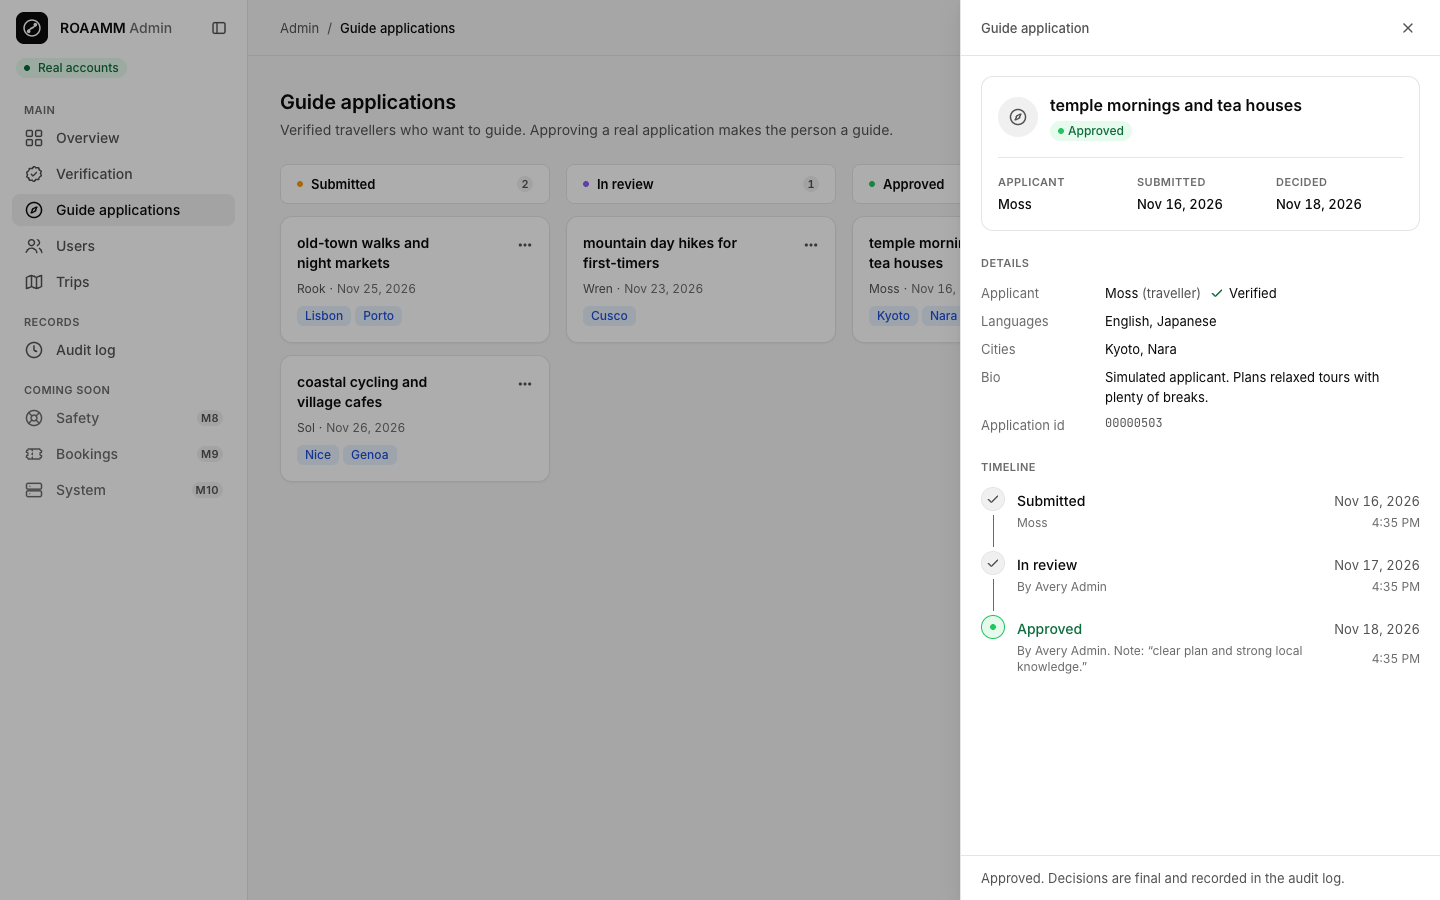 ROAAMM Admin
Real accounts
MAIN
Overview
Verification
Guide applications
Users
Trips
RECORDS
Audit log
COMING SOON
Safety M8
Bookings M9
System M10
Admin / Guide applications
Guide applications
Verified travellers who want to guide. Approving a real application makes the person a guide.
Submitted 2
old-town walks and
night markets
Rook · Nov 25, 2026
Lisbon Porto
coastal cycling and
village cafes
Sol · Nov 26, 2026
Nice Genoa
In review 1
mountain day hikes for
first-timers
Wren · Nov 23, 2026
Cusco
Approved
temple morni
tea houses
Moss · Nov 16,
Kyoto Nara
Guide application
temple mornings and tea houses
Approved
APPLICANT SUBMITTED DECIDED
Moss Nov 16, 2026 Nov 18, 2026
DETAILS
Applicant Moss (traveller) Verified
Languages English, Japanese
Cities Kyoto, Nara
Bio Simulated applicant. Plans relaxed tours with
plenty of breaks.
Application id 00000503
TIMELINE
Submitted Nov 16, 2026
Moss 4:35 PM
In review Nov 17, 2026
By Avery Admin 4:35 PM
Approved Nov 18, 2026
By Avery Admin. Note: “clear plan and strong local
knowledge.” 4:35 PM
Approved. Decisions are final and recorded in the audit log.